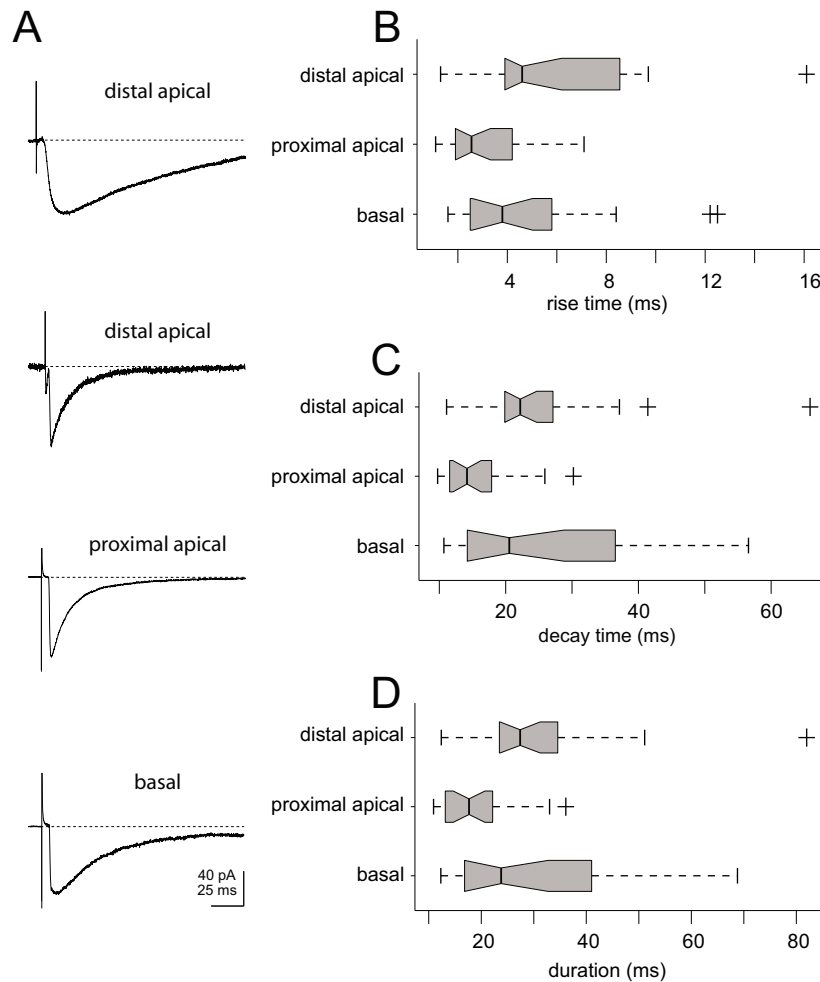 A
distal apical
distal apical
proximal apical
basal
40 pA
25 ms
B
distal apical
proximal apical
basal
4 8 12 16
rise time (ms)
C
distal apical
proximal apical
basal
20 40 60
decay time (ms)
D
distal apical
proximal apical
basal
20 40 60 80
duration (ms)